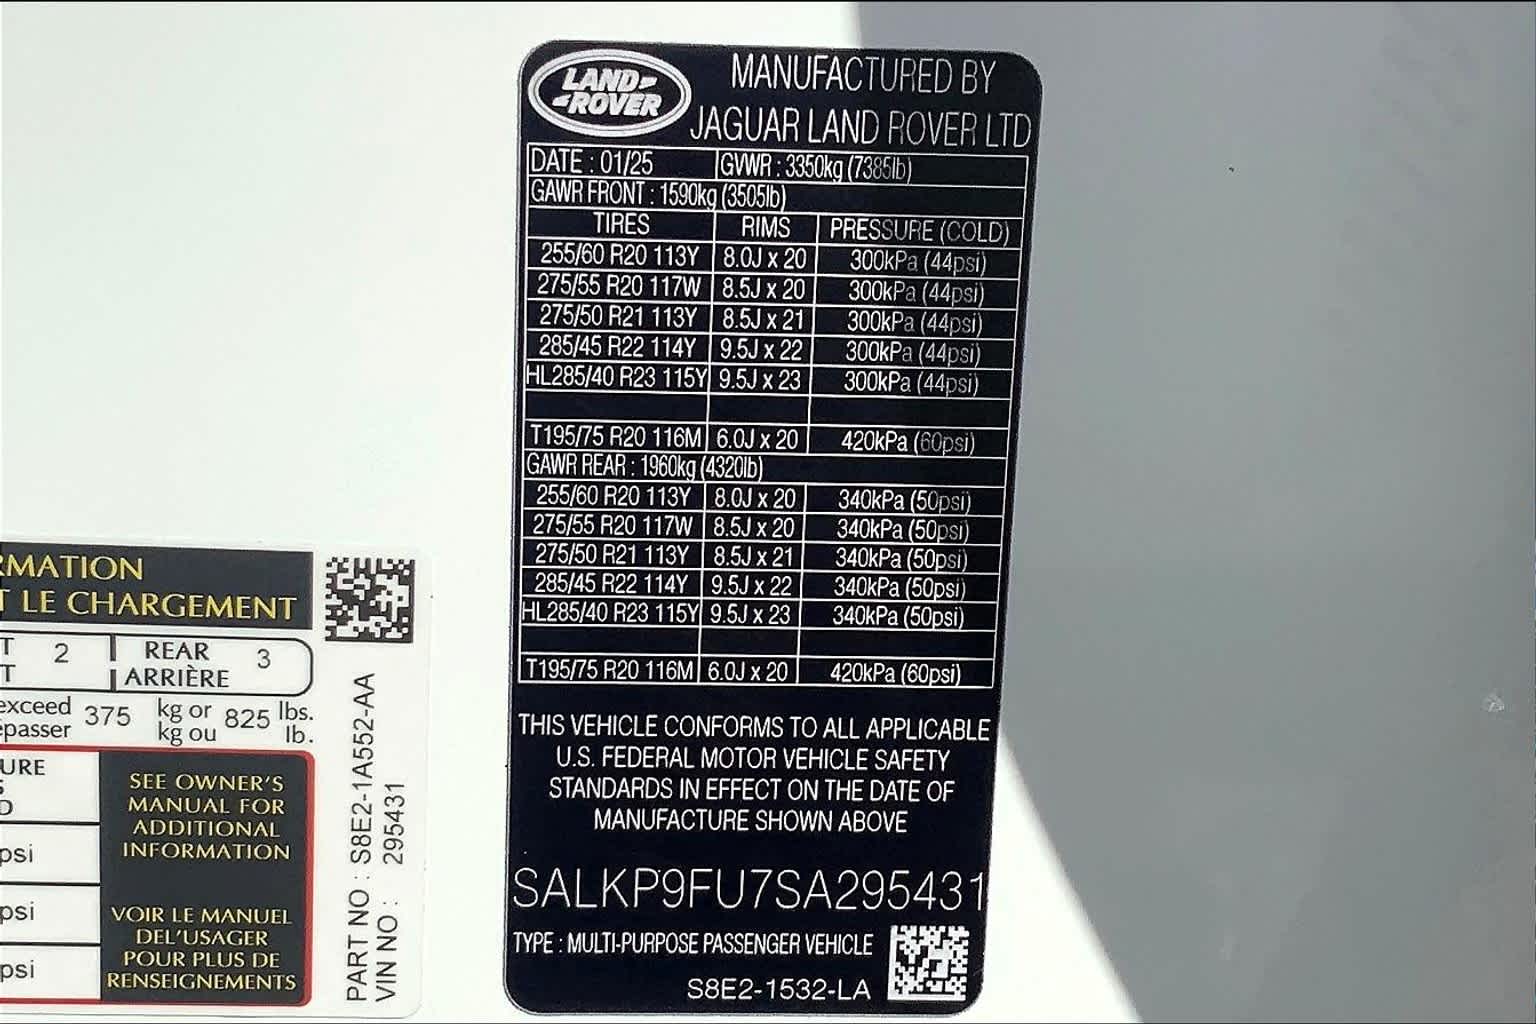 LAND
ROVER
MANUFACTURED BY
JAGUAR LAND ROVER LTD
DATE : 01/25 GVWR : 3350kg (7385lb)
GAWR FRONT : 1590kg (3505lb)
TIRES RIMS PRESSURE (COLD)
255/60 R20 113Y 8.0J x 20 300kPa (44psi)
275/55 R20 117W 8.5J x 20 300kPa (44psi)
275/50 R21 113Y 8.5J x 21 300kPa (44psi)
285/45 R22 114Y 9.5J x 22 300kPa (44psi)
HL285/40 R23 115Y 9.5J x 23 300kPa (44psi)
T195/75 R20 116M 6.0J x 20 420kPa (60psi)
GAWR REAR : 1960kg (4320lb)
255/60 R20 113Y 8.0J x 20 340kPa (50psi)
275/55 R20 117W 8.5J x 20 340kPa (50psi)
275/50 R21 113Y 8.5J x 21 340kPa (50psi)
285/45 R22 114Y 9.5J x 22 340kPa (50psi)
HL285/40 R23 115Y 9.5J x 23 340kPa (50psi)
T195/75 R20 116M 6.0J x 20 420kPa (60psi)
THIS VEHICLE CONFORMS TO ALL APPLICABLE
U.S. FEDERAL MOTOR VEHICLE SAFETY
STANDARDS IN EFFECT ON THE DATE OF
MANUFACTURE SHOWN ABOVE
SALKP9FU7SA295431
TYPE : MULTI-PURPOSE PASSENGER VEHICLE
S8E2-1532-LA
RMATION
T LE CHARGEMENT
T 2 REAR 3
T ARRIÈRE
exceed 375 kg or 825 lbs.
épasser kg ou lb.
URE
S
D
psi
psi
psi
SEE OWNER'S
MANUAL FOR
ADDITIONAL
INFORMATION
VOIR LE MANUEL
DEL'USAGER
POUR PLUS DE
RENSEIGNEMENTS
PART NO : S8E2-1A552-AA
VIN NO : 295431